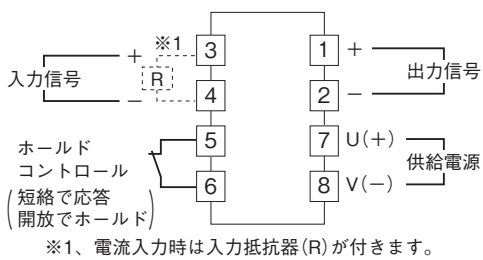 ※1
+ 3 1 +
入力信号 R 出力信号
− 4 2 −
ホールド 5 7 U(+)
コントロール 供給電源
(短絡で応答 6 8 V(−)
開放でホールド)
※1、電流入力時は入力抵抗器(R)が付きます。